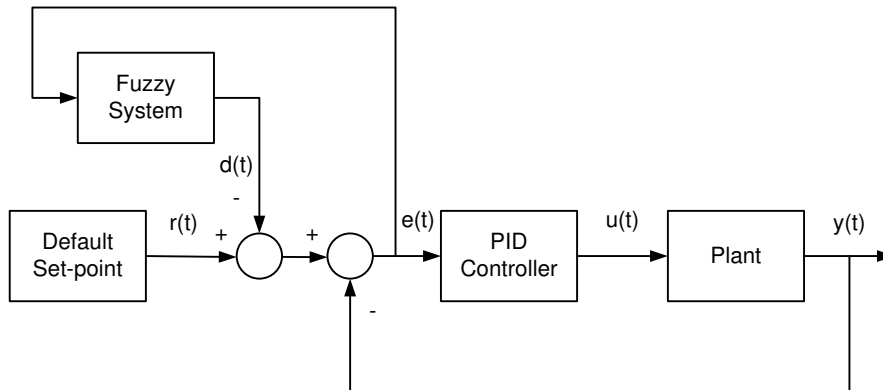 Fuzzy
System
d(t)
-
r(t)
+
+
e(t)
u(t)
y(t)
Default
Set-point
PID
Controller
Plant
-